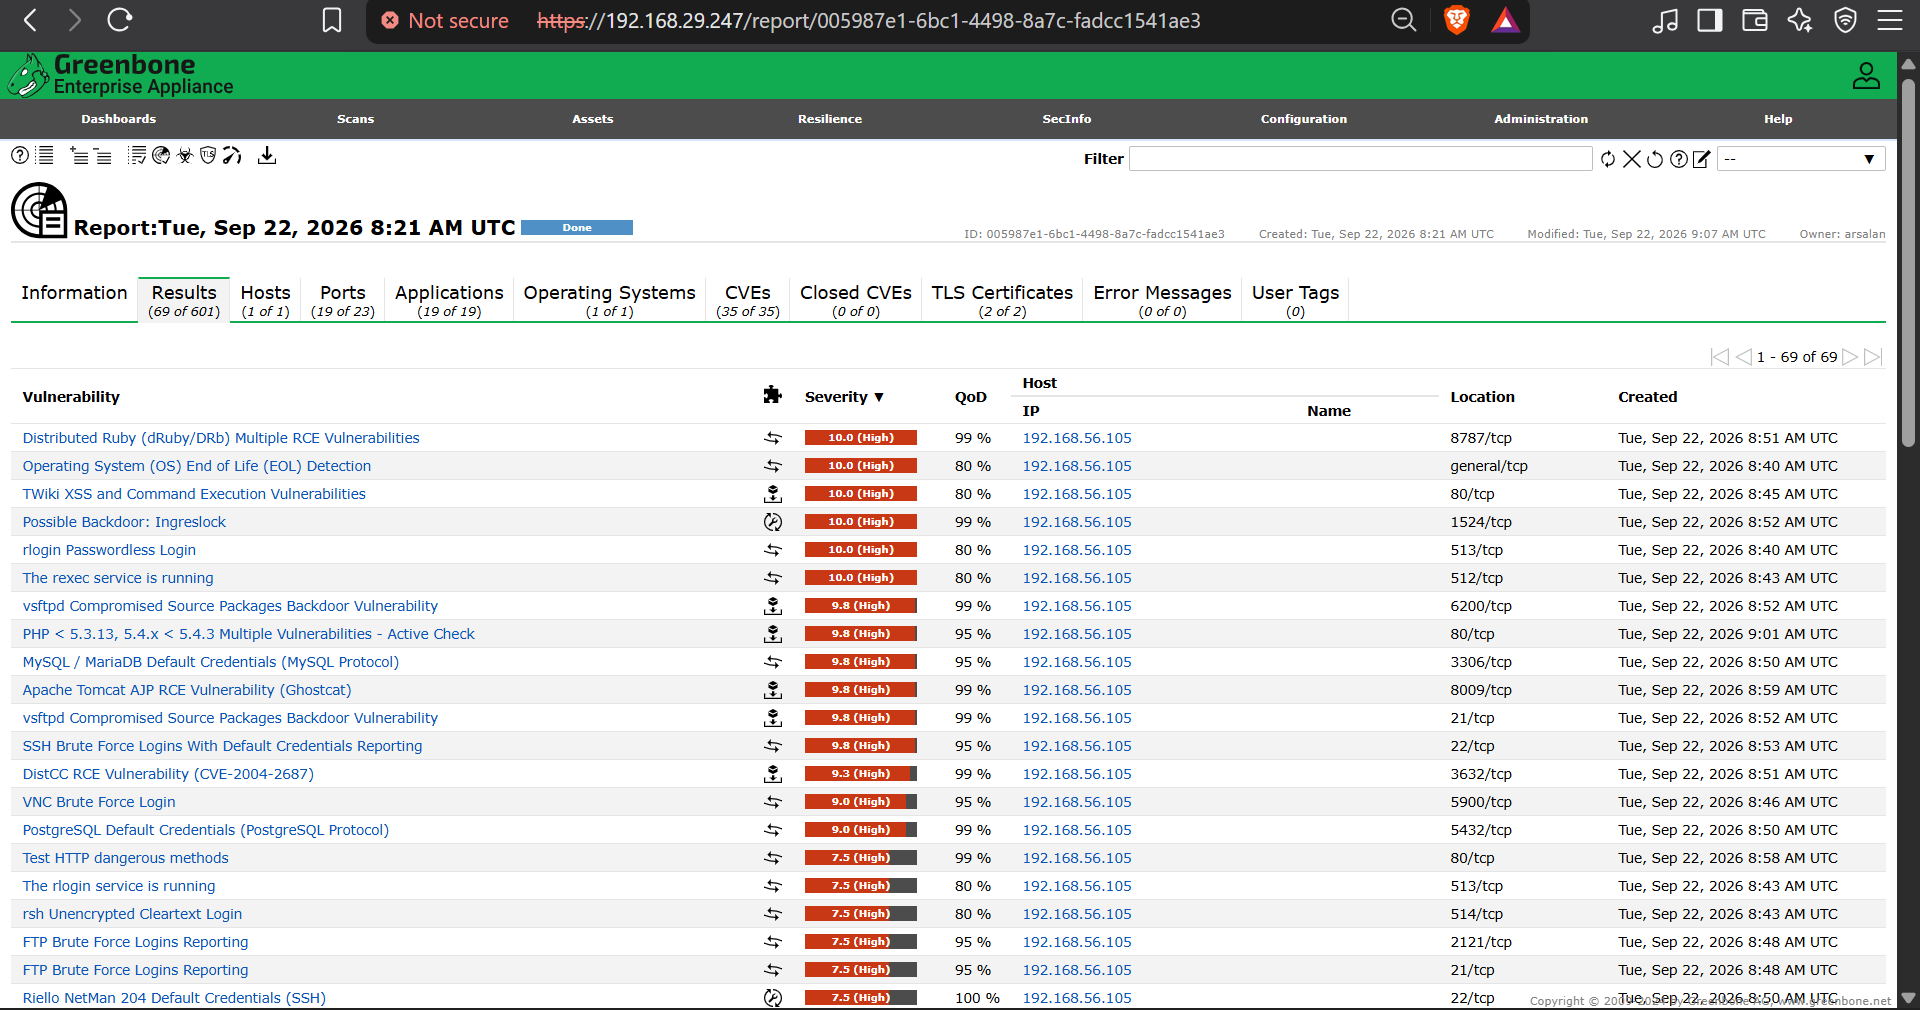 Not secure https://192.168.29.247/report/005987e1-6bc1-4498-8a7c-fadcc1541ae3
Greenbone
Enterprise Appliance
Dashboards Scans Assets Resilience SecInfo Configuration Administration Help
TLS Filter --
Report:Tue, Sep 22, 2026 8:21 AM UTC Done ID: 005987e1-6bc1-4498-8a7c-fadcc1541ae3 Created: Tue, Sep 22, 2026 8:21 AM UTC Modified: Tue, Sep 22, 2026 9:07 AM UTC Owner: arsalan
Information Results Hosts Ports Applications Operating Systems CVEs Closed CVEs TLS Certificates Error Messages User Tags
(69 of 601) (1 of 1) (19 of 23) (19 of 19) (1 of 1) (35 of 35) (0 of 0) (2 of 2) (0 of 0) (0)
1 - 69 of 69
Vulnerability Severity ▼ QoD Host Location Created
IP Name
Distributed Ruby (dRuby/DRb) Multiple RCE Vulnerabilities 10.0 (High) 99 % 192.168.56.105 8787/tcp Tue, Sep 22, 2026 8:51 AM UTC
Operating System (OS) End of Life (EOL) Detection 10.0 (High) 80 % 192.168.56.105 general/tcp Tue, Sep 22, 2026 8:40 AM UTC
TWiki XSS and Command Execution Vulnerabilities 10.0 (High) 80 % 192.168.56.105 80/tcp Tue, Sep 22, 2026 8:45 AM UTC
Possible Backdoor: Ingreslock 10.0 (High) 99 % 192.168.56.105 1524/tcp Tue, Sep 22, 2026 8:52 AM UTC
rlogin Passwordless Login 10.0 (High) 80 % 192.168.56.105 513/tcp Tue, Sep 22, 2026 8:40 AM UTC
The rexec service is running 10.0 (High) 80 % 192.168.56.105 512/tcp Tue, Sep 22, 2026 8:43 AM UTC
vsftpd Compromised Source Packages Backdoor Vulnerability 9.8 (High) 99 % 192.168.56.105 6200/tcp Tue, Sep 22, 2026 8:52 AM UTC
PHP < 5.3.13, 5.4.x < 5.4.3 Multiple Vulnerabilities - Active Check 9.8 (High) 95 % 192.168.56.105 80/tcp Tue, Sep 22, 2026 9:01 AM UTC
MySQL / MariaDB Default Credentials (MySQL Protocol) 9.8 (High) 95 % 192.168.56.105 3306/tcp Tue, Sep 22, 2026 8:50 AM UTC
Apache Tomcat AJP RCE Vulnerability (Ghostcat) 9.8 (High) 99 % 192.168.56.105 8009/tcp Tue, Sep 22, 2026 8:59 AM UTC
vsftpd Compromised Source Packages Backdoor Vulnerability 9.8 (High) 99 % 192.168.56.105 21/tcp Tue, Sep 22, 2026 8:52 AM UTC
SSH Brute Force Logins With Default Credentials Reporting 9.8 (High) 95 % 192.168.56.105 22/tcp Tue, Sep 22, 2026 8:53 AM UTC
DistCC RCE Vulnerability (CVE-2004-2687) 9.3 (High) 99 % 192.168.56.105 3632/tcp Tue, Sep 22, 2026 8:51 AM UTC
VNC Brute Force Login 9.0 (High) 95 % 192.168.56.105 5900/tcp Tue, Sep 22, 2026 8:46 AM UTC
PostgreSQL Default Credentials (PostgreSQL Protocol) 9.0 (High) 99 % 192.168.56.105 5432/tcp Tue, Sep 22, 2026 8:50 AM UTC
Test HTTP dangerous methods 7.5 (High) 99 % 192.168.56.105 80/tcp Tue, Sep 22, 2026 8:58 AM UTC
The rlogin service is running 7.5 (High) 80 % 192.168.56.105 513/tcp Tue, Sep 22, 2026 8:43 AM UTC
rsh Unencrypted Cleartext Login 7.5 (High) 80 % 192.168.56.105 514/tcp Tue, Sep 22, 2026 8:43 AM UTC
FTP Brute Force Logins Reporting 7.5 (High) 95 % 192.168.56.105 2121/tcp Tue, Sep 22, 2026 8:48 AM UTC
FTP Brute Force Logins Reporting 7.5 (High) 95 % 192.168.56.105 21/tcp Tue, Sep 22, 2026 8:48 AM UTC
Riello NetMan 204 Default Credentials (SSH) 7.5 (High) 100 % 192.168.56.105 22/tcp Tue, Sep 22, 2026 8:50 AM UTC
Copyright © by Greenbone AG, www.greenbone.net